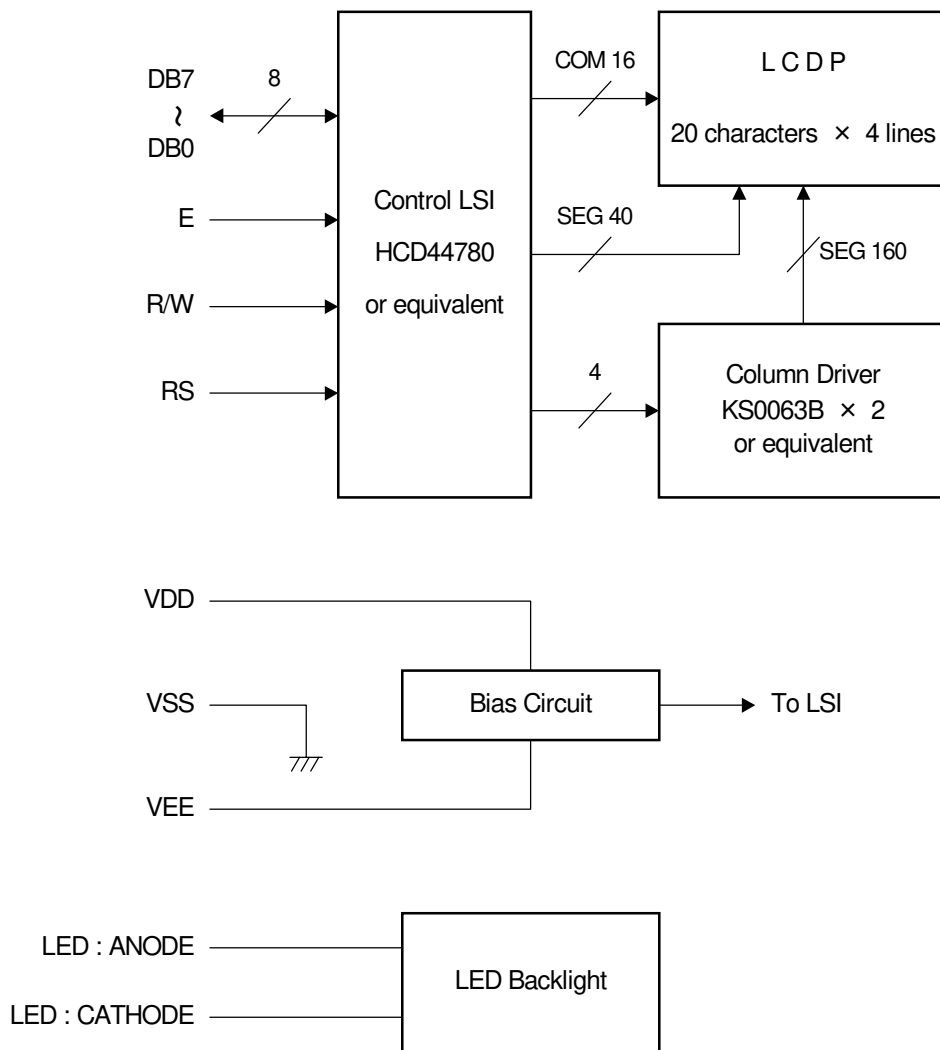 DB7
~
DB0
8
E
R/W
RS
Control LSI
HCD44780
or equivalent
COM 16
SEG 40
4
L C D P
20 characters × 4 lines
SEG 160
Column Driver
KS0063B × 2
or equivalent
VDD
VSS
VEE
Bias Circuit
To LSI
LED : ANODE
LED : CATHODE
LED Backlight